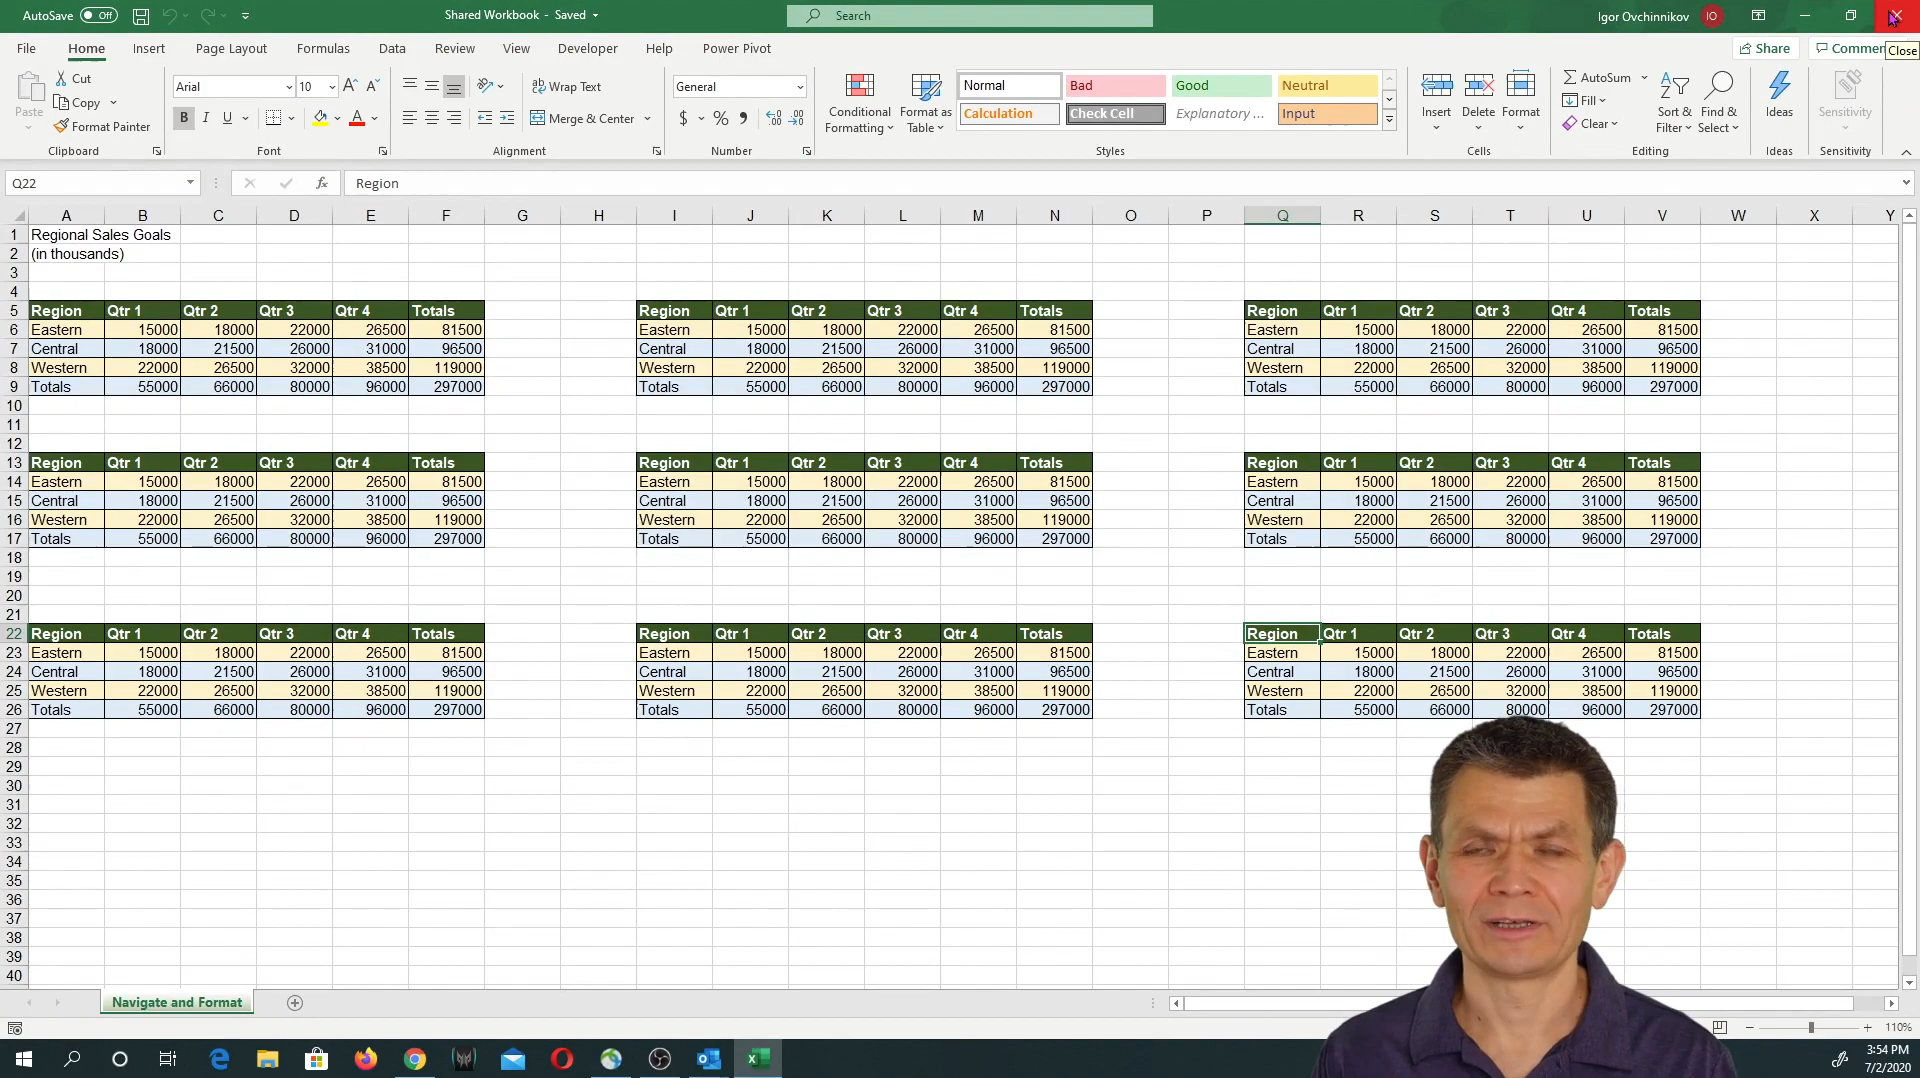 AutoSave Off Shared Workbook - Saved Search Igor Ovchinnikov IO
File Home Insert Page Layout Formulas Data Review View Developer Help Power Pivot Share Commen
Close
Paste Cut Copy Format Painter
Arial 10 B I U
Wrap Text
Merge & Center
General
$ %
Conditional Formatting
Format as Table
Normal Bad Good Neutral
Calculation Check Cell Explanatory ... Input
Insert Delete Format
AutoSum
Fill
Clear
Sort & Filter
Find & Select
Ideas
Sensitivity
Clipboard Font Alignment Number Styles Cells Editing Ideas Sensitivity
Q22 fx Region
A B C D E F G H I J K L M N O P Q R S T U V W X Y
1 Regional Sales Goals
2 (in thousands)
3
4
5 Region Qtr 1 Qtr 2 Qtr 3 Qtr 4 Totals Region Qtr 1 Qtr 2 Qtr 3 Qtr 4 Totals Region Qtr 1 Qtr 2 Qtr 3 Qtr 4 Totals
6 Eastern 15000 18000 22000 26500 81500 Eastern 15000 18000 22000 26500 81500 Eastern 15000 18000 22000 26500 81500
7 Central 18000 21500 26000 31000 96500 Central 18000 21500 26000 31000 96500 Central 18000 21500 26000 31000 96500
8 Western 22000 26500 32000 38500 119000 Western 22000 26500 32000 38500 119000 Western 22000 26500 32000 38500 119000
9 Totals 55000 66000 80000 96000 297000 Totals 55000 66000 80000 96000 297000 Totals 55000 66000 80000 96000 297000
10
11
12
13 Region Qtr 1 Qtr 2 Qtr 3 Qtr 4 Totals Region Qtr 1 Qtr 2 Qtr 3 Qtr 4 Totals Region Qtr 1 Qtr 2 Qtr 3 Qtr 4 Totals
14 Eastern 15000 18000 22000 26500 81500 Eastern 15000 18000 22000 26500 81500 Eastern 15000 18000 22000 26500 81500
15 Central 18000 21500 26000 31000 96500 Central 18000 21500 26000 31000 96500 Central 18000 21500 26000 31000 96500
16 Western 22000 26500 32000 38500 119000 Western 22000 26500 32000 38500 119000 Western 22000 26500 32000 38500 119000
17 Totals 55000 66000 80000 96000 297000 Totals 55000 66000 80000 96000 297000 Totals 55000 66000 80000 96000 297000
18
19
20
21
22 Region Qtr 1 Qtr 2 Qtr 3 Qtr 4 Totals Region Qtr 1 Qtr 2 Qtr 3 Qtr 4 Totals Region Qtr 1 Qtr 2 Qtr 3 Qtr 4 Totals
23 Eastern 15000 18000 22000 26500 81500 Eastern 15000 18000 22000 26500 81500 Eastern 15000 18000 22000 26500 81500
24 Central 18000 21500 26000 31000 96500 Central 18000 21500 26000 31000 96500 Central 18000 21500 26000 31000 96500
25 Western 22000 26500 32000 38500 119000 Western 22000 26500 32000 38500 119000 Western 22000 26500 32000 38500 119000
26 Totals 55000 66000 80000 96000 297000 Totals 55000 66000 80000 96000 297000 Totals 55000 66000 80000 96000 297000
27
28
29
30
31
32
33
34
35
36
37
38
39
40
Navigate and Format
110%
3:54 PM
7/2/2020